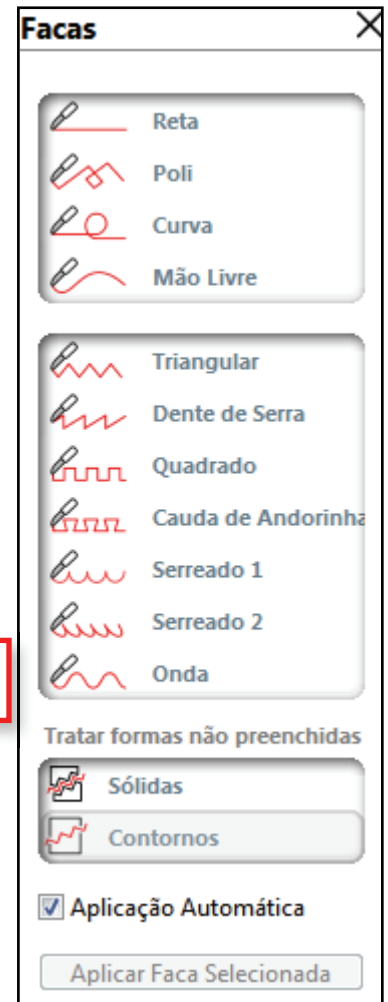 Facas
Reta
Poli
Curva
Mão Livre
Triangular
Dente de Serra
Quadrado
Cauda de Andorinha
Serreado 1
Serreado 2
Onda
Tratar formas não preenchidas
Sólidas
Contornos
Aplicação Automática
Aplicar Faca Selecionada